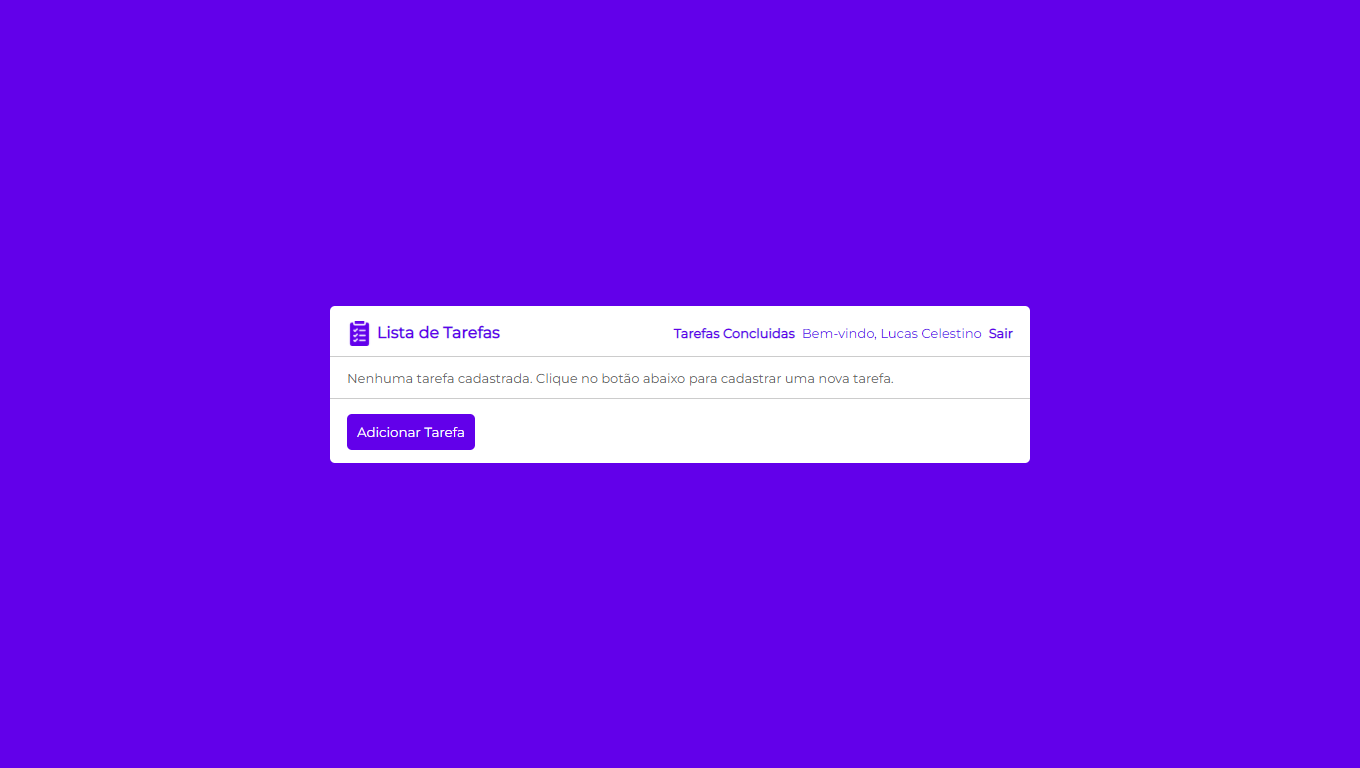 Lista de Tarefas
Tarefas Concluidas Bem-vindo, Lucas Celestino Sair
Nenhuma tarefa cadastrada. Clique no botão abaixo para cadastrar uma nova tarefa.
Adicionar Tarefa